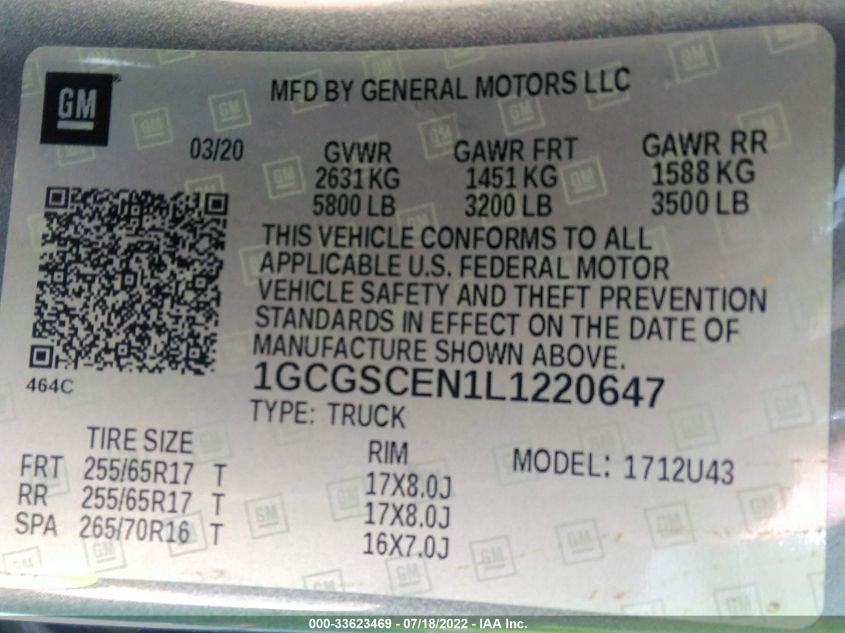 GM
MFD BY GENERAL MOTORS LLC
03/20
GVWR GAWR FRT GAWR RR
2631 KG 1451 KG 1588 KG
5800 LB 3200 LB 3500 LB
THIS VEHICLE CONFORMS TO ALL
APPLICABLE U.S. FEDERAL MOTOR
VEHICLE SAFETY AND THEFT PREVENTION
STANDARDS IN EFFECT ON THE DATE OF
MANUFACTURE SHOWN ABOVE.
464C
1GCGSCEN1L1220647
TYPE: TRUCK
TIRE SIZE RIM MODEL: 1712U43
FRT 255/65R17 T 17X8.0J
RR 255/65R17 T 17X8.0J
SPA 265/70R16 T 16X7.0J
000-33623469 - 07/18/2022 - IAA Inc.